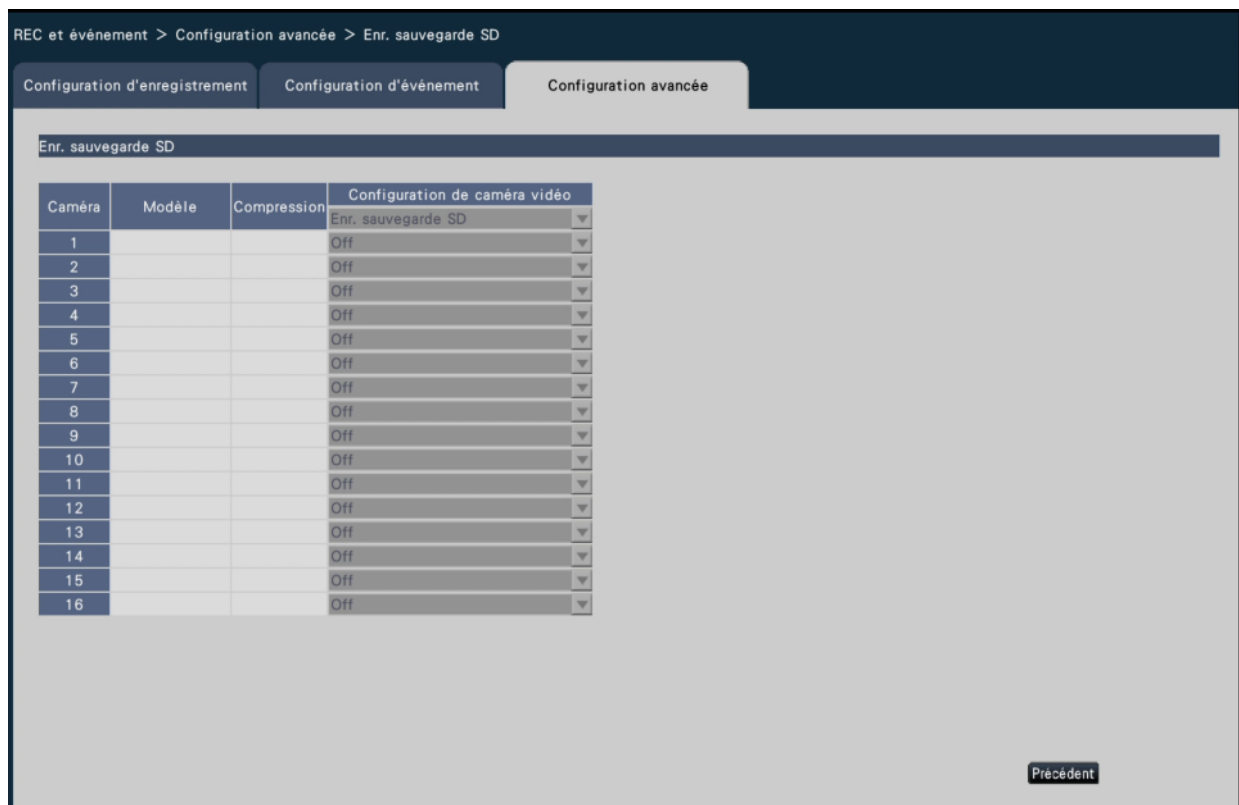 REC et événement > Configuration avancée > Enr. sauvegarde SD
Configuration d'enregistrement Configuration d'événement Configuration avancée
Enr. sauvegarde SD
Caméra Modèle Compression Configuration de caméra vidéo
Enr. sauvegarde SD
1 Off
2 Off
3 Off
4 Off
5 Off
6 Off
7 Off
8 Off
9 Off
10 Off
11 Off
12 Off
13 Off
14 Off
15 Off
16 Off
Précédent